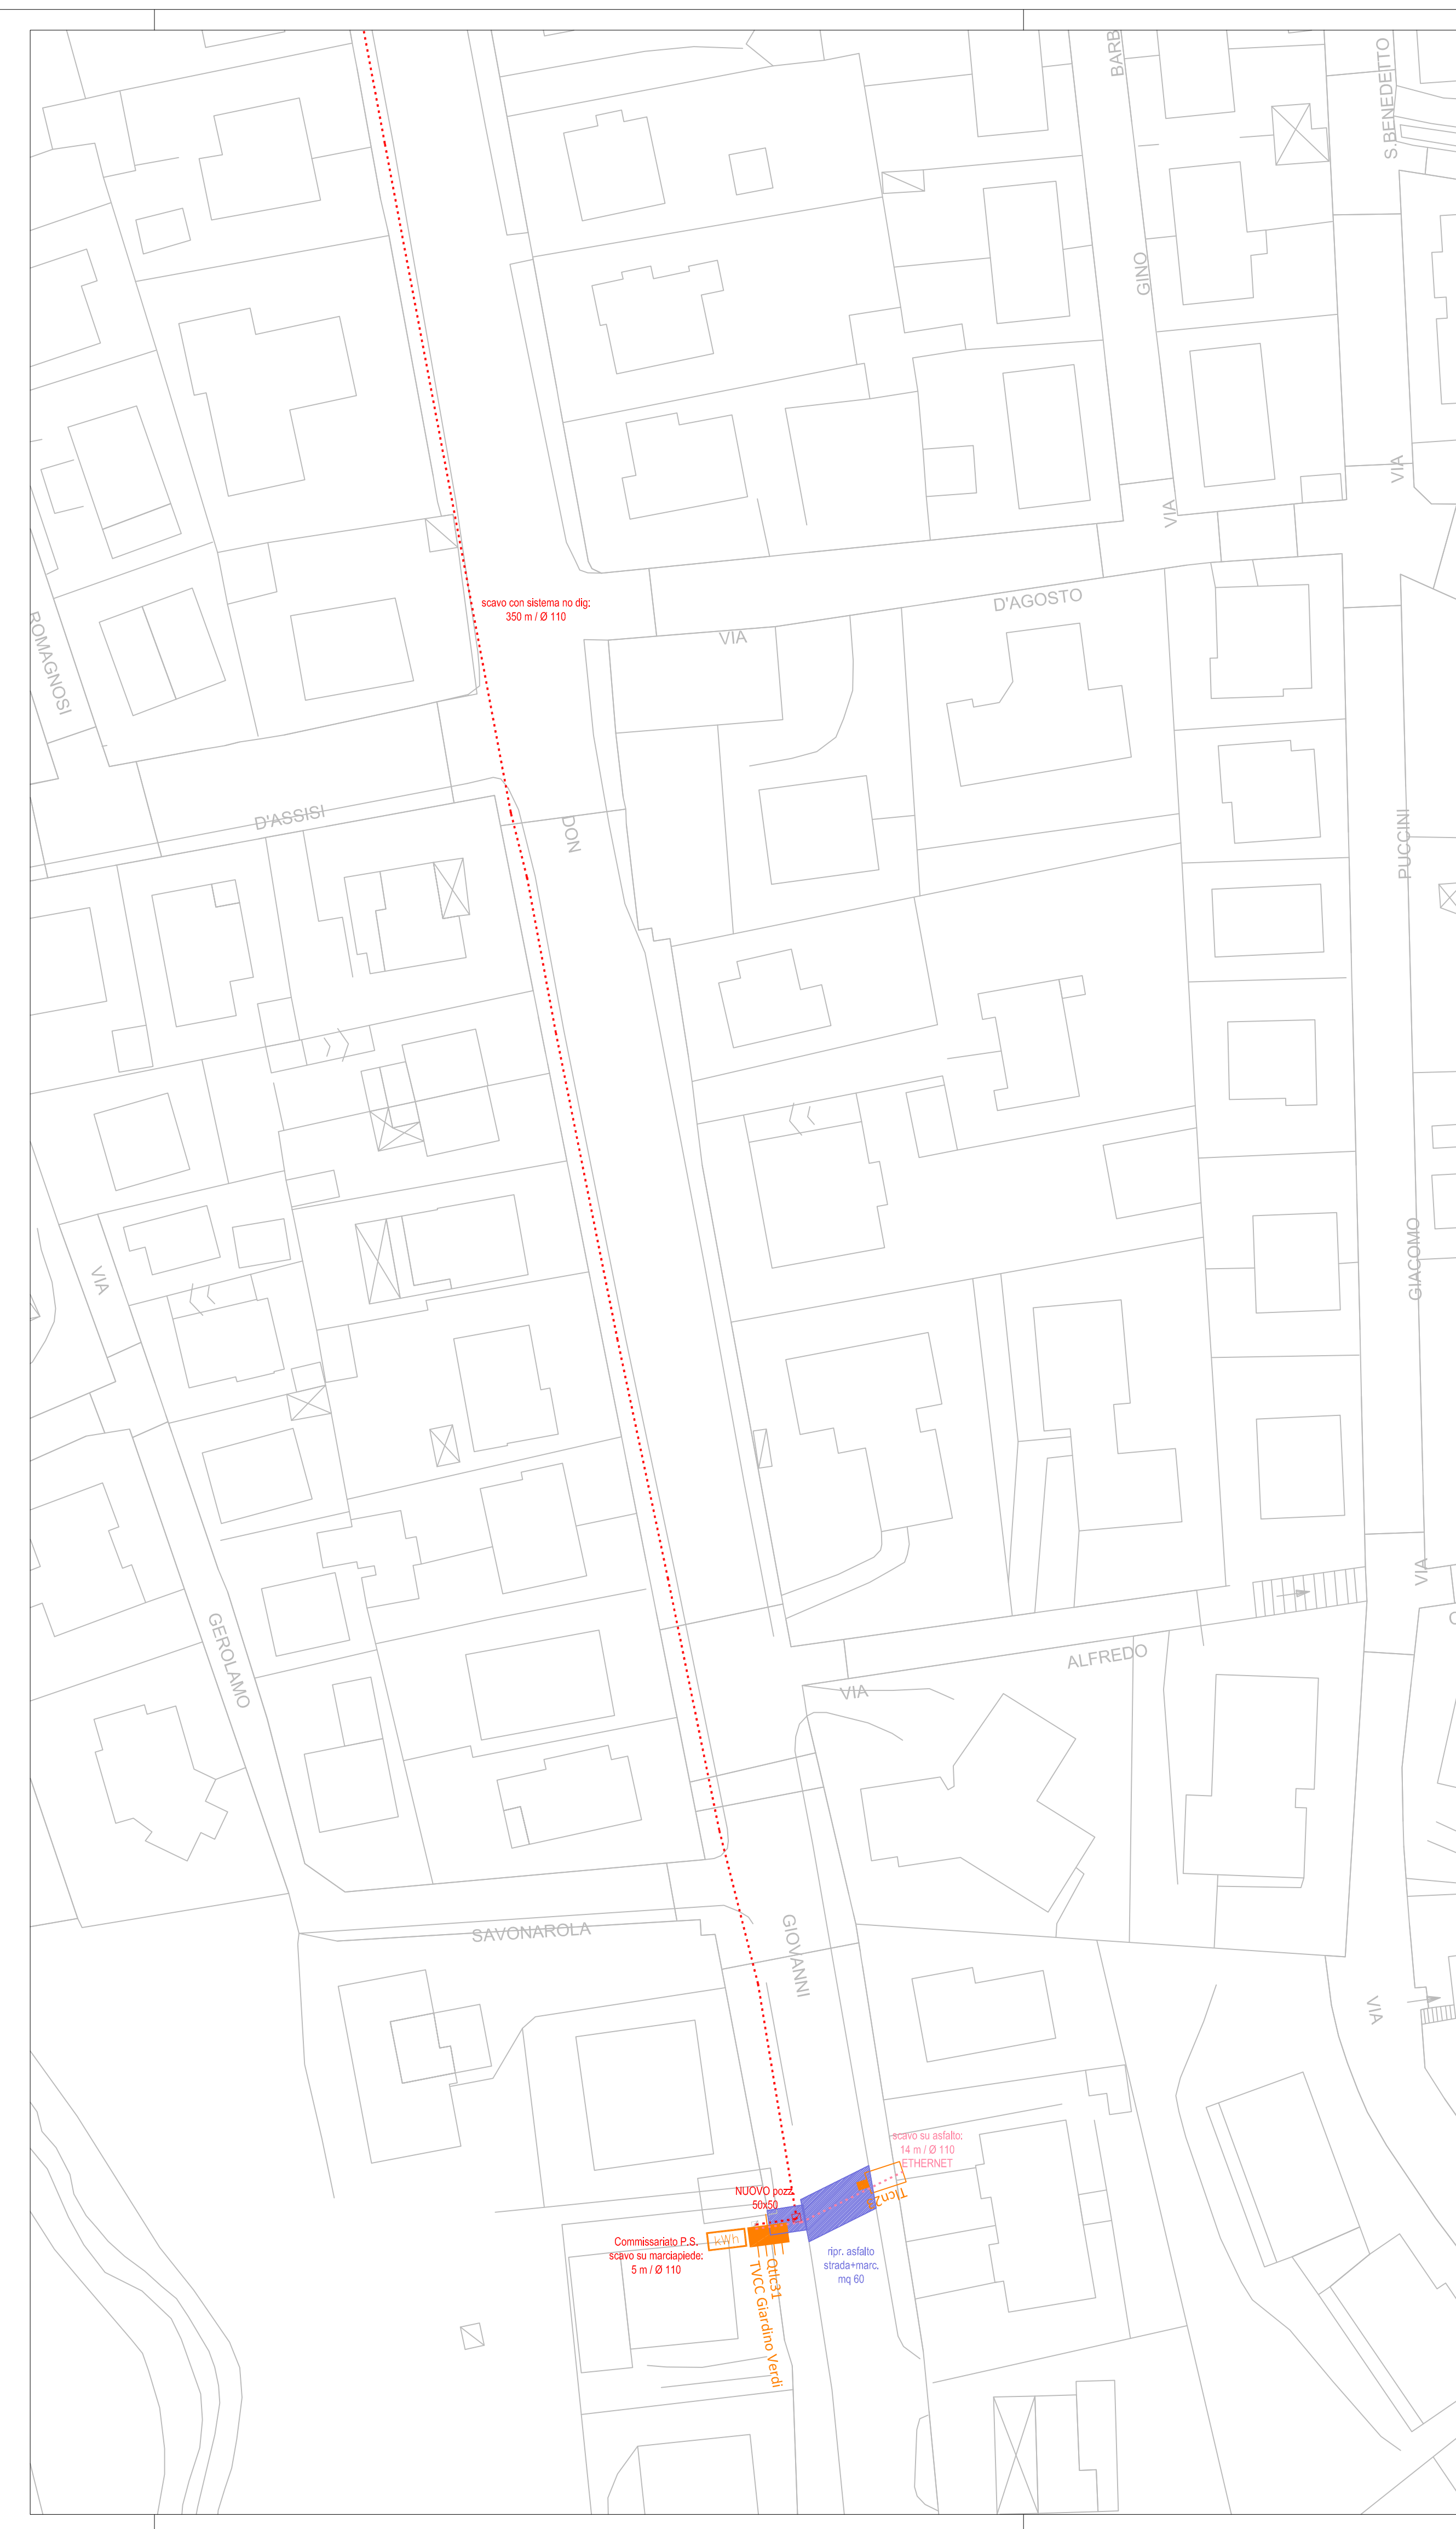 BARB
S.BENEDETTO
GINO
VIA
VIA
scavo con sistema no dig:
350 m / Ø 110
D'AGOSTO
VIA
ROMAGNOSI
D'ASSISI
DON
PUCCINI
GIACOMO
VIA
VIA
GEROLAMO
ALFREDO
VIA
SAVONAROLA
GIOVANNI
VIA
scavo su asfalto:
14 m / Ø 110
ETHERNET
NUOVO pozz.
50x50
Commissariato P.S.
scavo su marciapiede:
5 m / Ø 110
kWh
Qtlc31
TVCC Giardino Verdi
ripr. asfalto
strada+marc.
mq 60